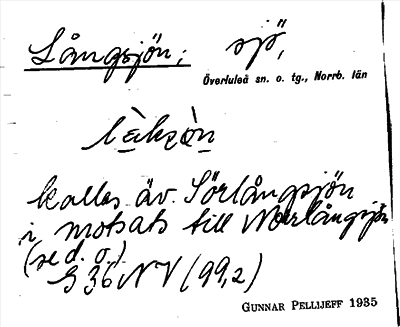 Långsjön; sjö,
Överluleå sn. o. tg., Norrb. län
kallas äv. Sörlångsjön
i motsats till Norrlångsjön
(se d. o.).
G 36 NV (99,2)
GUNNAR PELLIJEFF 1935